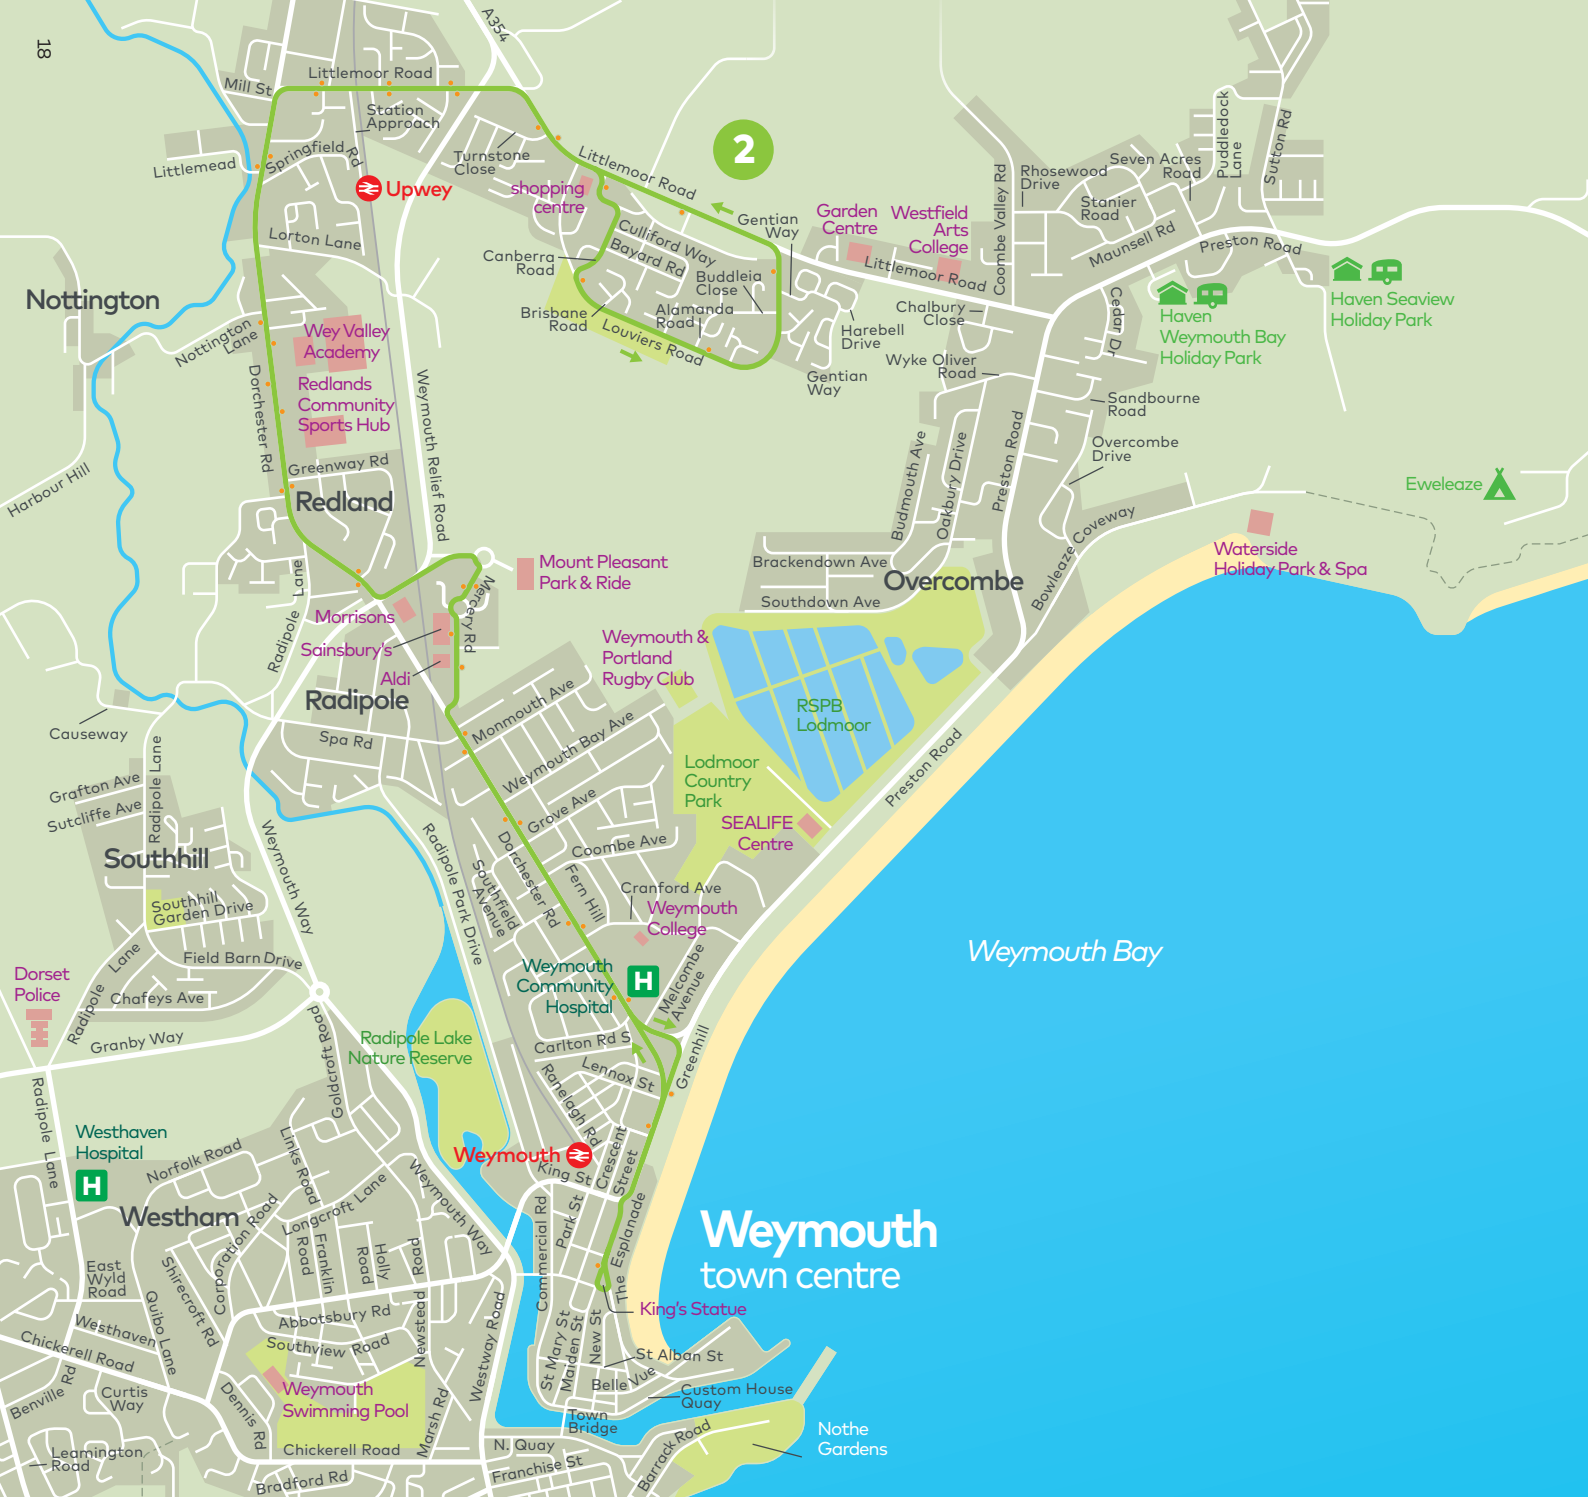 18
A354
Littlemoor Road
Mill St
Station
Approach
Springfield
Rd
Littlemead
Turnstone
Close
Upwey
2
Littlemoor Road
shopping
centre
Gentian
Way
Culliford Way
Bayard Rd
Canberra
Road
Buddleia
Close
Alamanda
Road
Brisbane
Road
Louviers Road
Garden
Centre
Westfield
Arts
College
Littlemoor Road
Coombe Valley Rd
Rhosewood
Drive
Seven Acres
Road
Puddledock
Lane
Sutton Rd
Stanier
Road
Maunsell Rd
Preston Road
Chalbury
Close
Harebell
Drive
Gentian
Way
Wyke Oliver
Road
Cedar Dr
Haven
Weymouth Bay
Holiday Park
Haven Seaview
Holiday Park
Lorton Lane
Nottington
Nottington
Lane
Wey Valley
Academy
Redlands
Community
Sports Hub
Dorchester Rd
Weymouth Relief Road
Greenway Rd
Harbour Hill
Redland
Sandbourne
Road
Overcombe
Drive
Preston Road
Budmouth Ave
Oakbury Drive
Bowleaze Coveway
Eweleaze
Waterside
Holiday Park & Spa
Brackendown Ave
Overcombe
Southdown Ave
Mount Pleasant
Park & Ride
Mercery Rd
Morrisons
Sainsbury's
Aldi
Radipole Lane
Radipole
Weymouth &
Portland
Rugby Club
RSPB
Lodmoor
Lodmoor
Country
Park
SEALIFE
Centre
Preston Road
Causeway
Spa Rd
Monmouth Ave
Weymouth Bay Ave
Grove Ave
Coombe Ave
Grafton Ave
Sutcliffe Ave
Radipole Lane
Southhill
Southhill
Garden Drive
Weymouth Way
Radipole Park Drive
Southfield
Avenue
Dorchester Rd
Fern Hill
Cranford Ave
Weymouth
College
Weymouth Bay
Field Barn Drive
Radipole Lane
Chafeys Ave
Granby Way
Dorset
Police
Weymouth
Community
Hospital
H
Melcombe
Avenue
Greenhill
Goldcroft Road
Radipole Lake
Nature Reserve
Carlton Rd S
Lennox St
Ranelagh Rd
Radipole Lane
Westhaven
Hospital
H
Norfolk Road
Links Road
Longcroft Lane
Weymouth
King St
Crescent
Street
Westham
Weymouth Way
Corporation Road
Road
Franklin
Holly
Road
Road
Newstead
Commercial Rd
Park St
The Esplanade
Weymouth
town centre
King's Statue
East
Wyld
Road
Shirecroft Rd
Quibo Lane
Westhaven
Chickerell Road
Abbotsbury Rd
Southview Road
Westway Road
St Mary St
Maiden St
New St
St Alban St
Belle Vue
Custom House
Quay
Benville Rd
Curtis
Way
Dennis Rd
Weymouth
Swimming Pool
Marsh Rd
Town
Bridge
Barrack Road
Nothe
Gardens
Leamington
Road
Chickerell Road
N. Quay
Bradford Rd
Franchise St